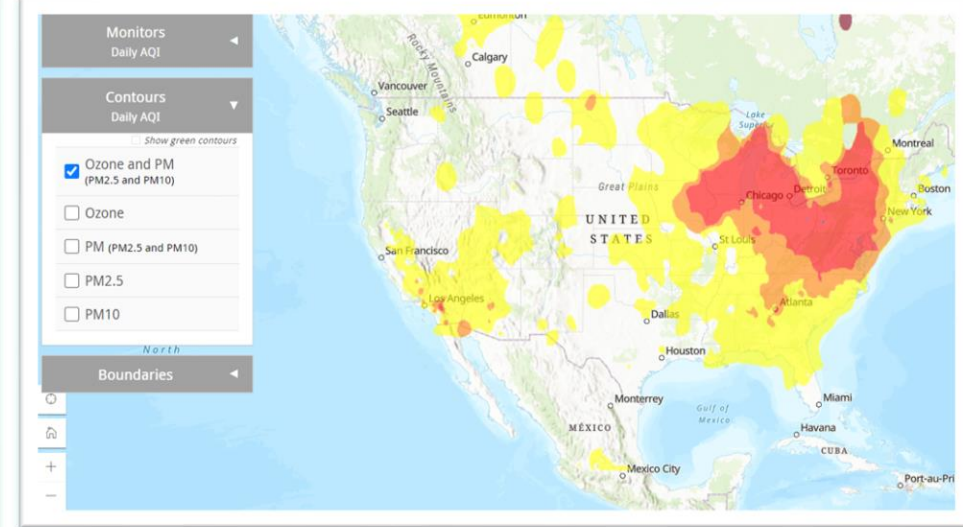 Monitors
Daily AQI
Contours
Daily AQI
Show green contours
Ozone and PM
(PM2.5 and PM10)
Ozone
PM (PM2.5 and PM10)
PM2.5
PM10
Boundaries
North
Edmonton
Calgary
Rocky Mountains
Vancouver
Seattle
Lake
Superior
Montreal
Great Plains
Toronto
Detroit
Chicago
Boston
New York
UNITED
STATES
St Louis
San Francisco
Los Angeles
Atlanta
Dallas
Houston
Monterrey
Gulf of
Mexico
Miami
Havana
MÉXICO
CUBA
Mexico City
Port-au-Pri